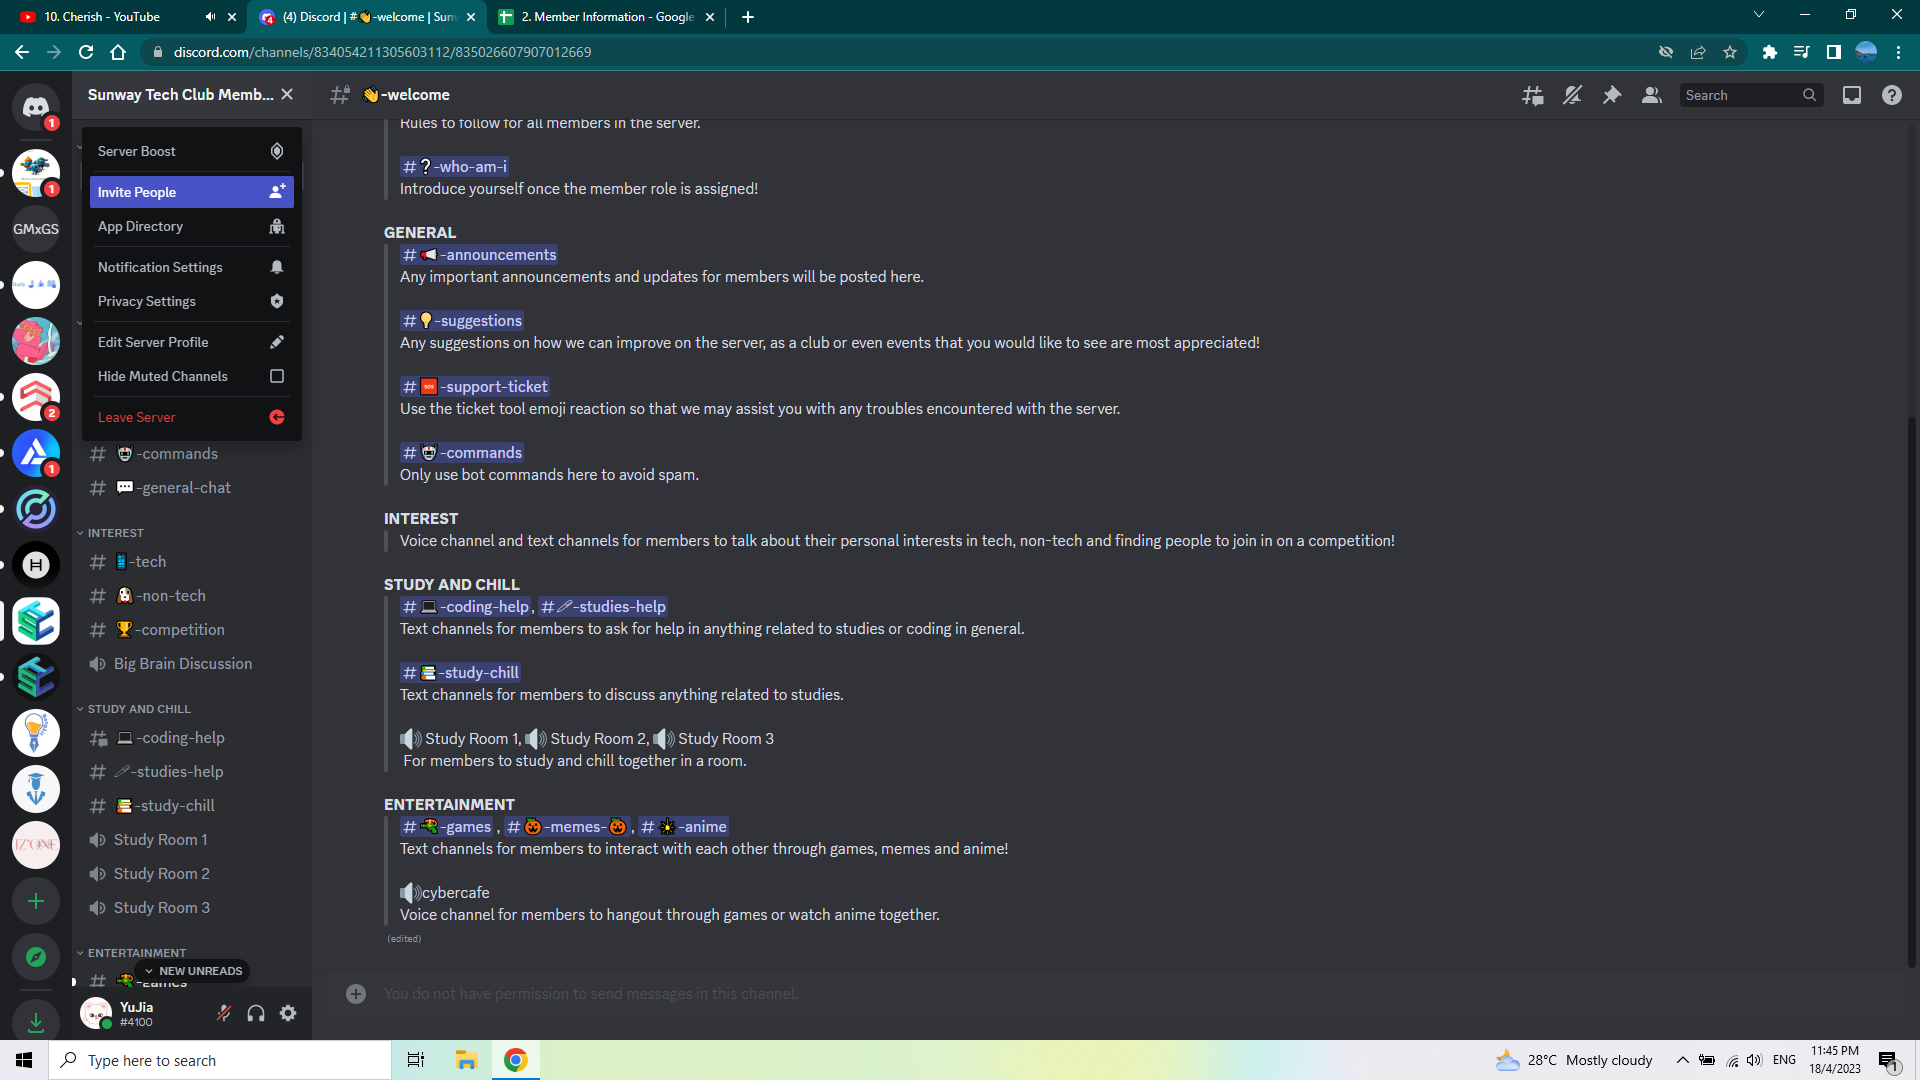 10. Cherish - YouTube
(4) Discord | #👋-welcome | Sunw
2. Member Information - Google
discord.com/channels/834054211305603112/835026607907012669
Sunway Tech Club Memb...
👋-welcome
Search
1
Server Boost
Invite People
App Directory
Notification Settings
Privacy Settings
Edit Server Profile
Hide Muted Channels
Leave Server
1
GMxGS
Study JAM
2
1
H
IZ*ONE
-commands
-general-chat
INTEREST
-tech
-non-tech
-competition
Big Brain Discussion
STUDY AND CHILL
-coding-help
-studies-help
-study-chill
Study Room 1
Study Room 2
Study Room 3
ENTERTAINMENT
-games
NEW UNREADS
YuJia
#4100
Rules to follow for all members in the server.
#❓-who-am-i
Introduce yourself once the member role is assigned!
GENERAL
#📢-announcements
Any important announcements and updates for members will be posted here.
#💡-suggestions
Any suggestions on how we can improve on the server, as a club or even events that you would like to see are most appreciated!
#🆘-support-ticket
Use the ticket tool emoji reaction so that we may assist you with any troubles encountered with the server.
#-commands
Only use bot commands here to avoid spam.
INTEREST
Voice channel and text channels for members to talk about their personal interests in tech, non-tech and finding people to join in on a competition!
STUDY AND CHILL
#💻-coding-help, #-studies-help
Text channels for members to ask for help in anything related to studies or coding in general.
#📚-study-chill
Text channels for members to discuss anything related to studies.
🔊Study Room 1, 🔊Study Room 2, 🔊Study Room 3
For members to study and chill together in a room.
ENTERTAINMENT
#🔫-games , #🎃-memes-🎃, #-anime
Text channels for members to interact with each other through games, memes and anime!
🔊cybercafe
Voice channel for members to hangout through games or watch anime together.
(edited)
You do not have permission to send messages in this channel.
Type here to search
28°C Mostly cloudy
ENG
11:45 PM
18/4/2023
1